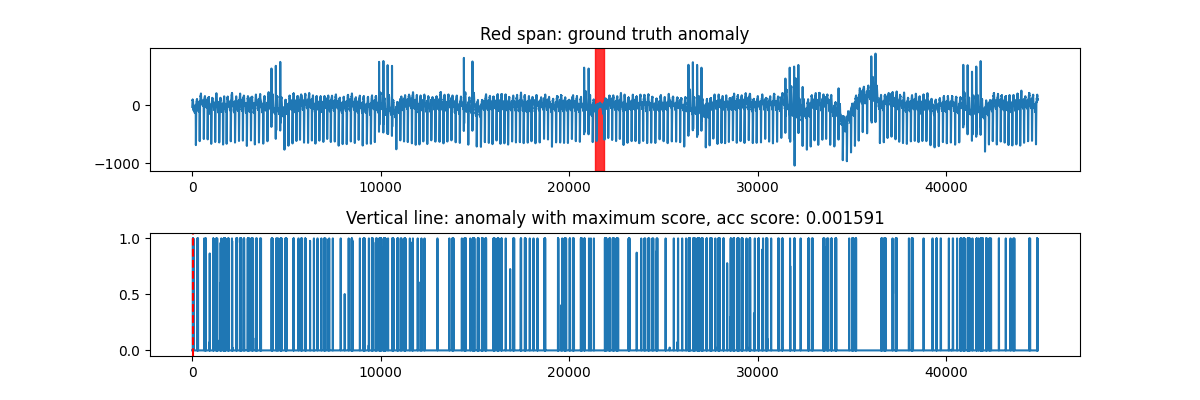 Red span: ground truth anomaly
0
−1000
0 10000 20000 30000 40000
Vertical line: anomaly with maximum score, acc score: 0.001591
1.0
0.5
0.0
0 10000 20000 30000 40000